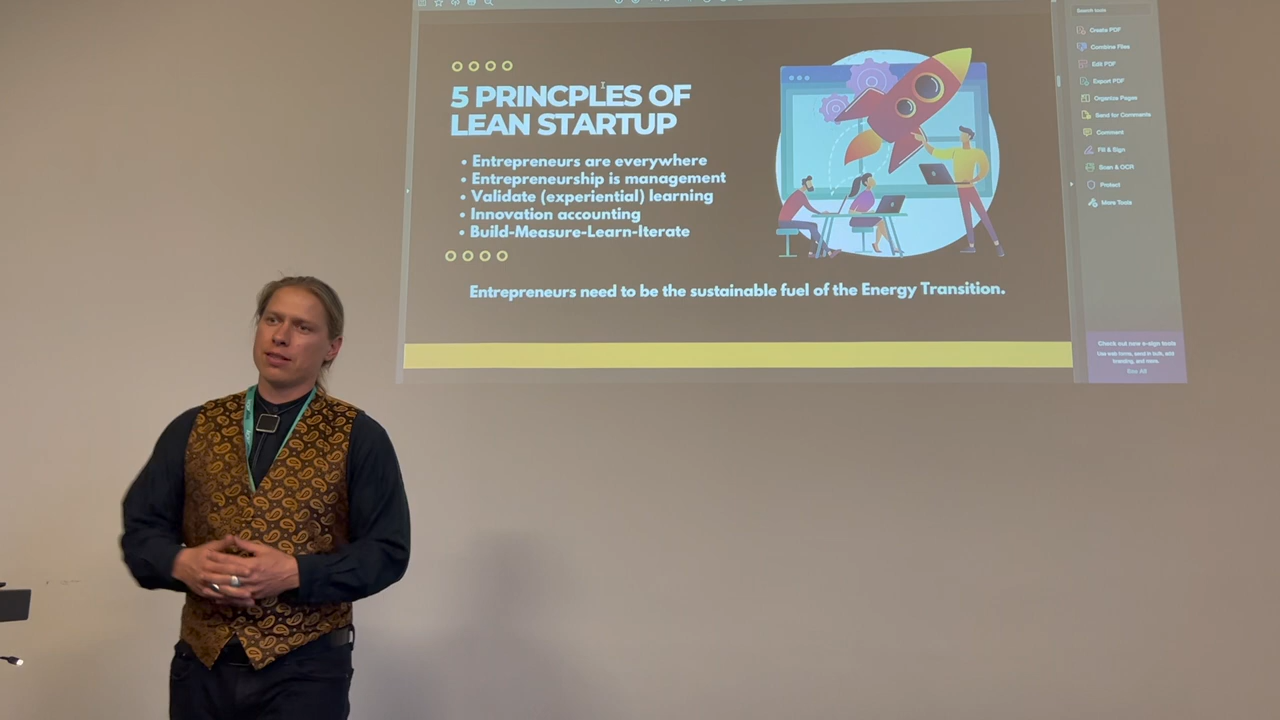 5 PRINCPLES OF
LEAN STARTUP
• Entrepreneurs are everywhere
• Entrepreneurship is management
• Validate (experiential) learning
• Innovation accounting
• Build-Measure-Learn-Iterate
Entrepreneurs need to be the sustainable fuel of the Energy Transition.
Search tools
Create PDF
Combine Files
Edit PDF
Export PDF
Organize Pages
Send for Comments
Comment
Fill & Sign
Scan & OCR
Protect
More Tools
Check out new e-sign tools
Use web forms, send in bulk, add
branding, and more.
See All